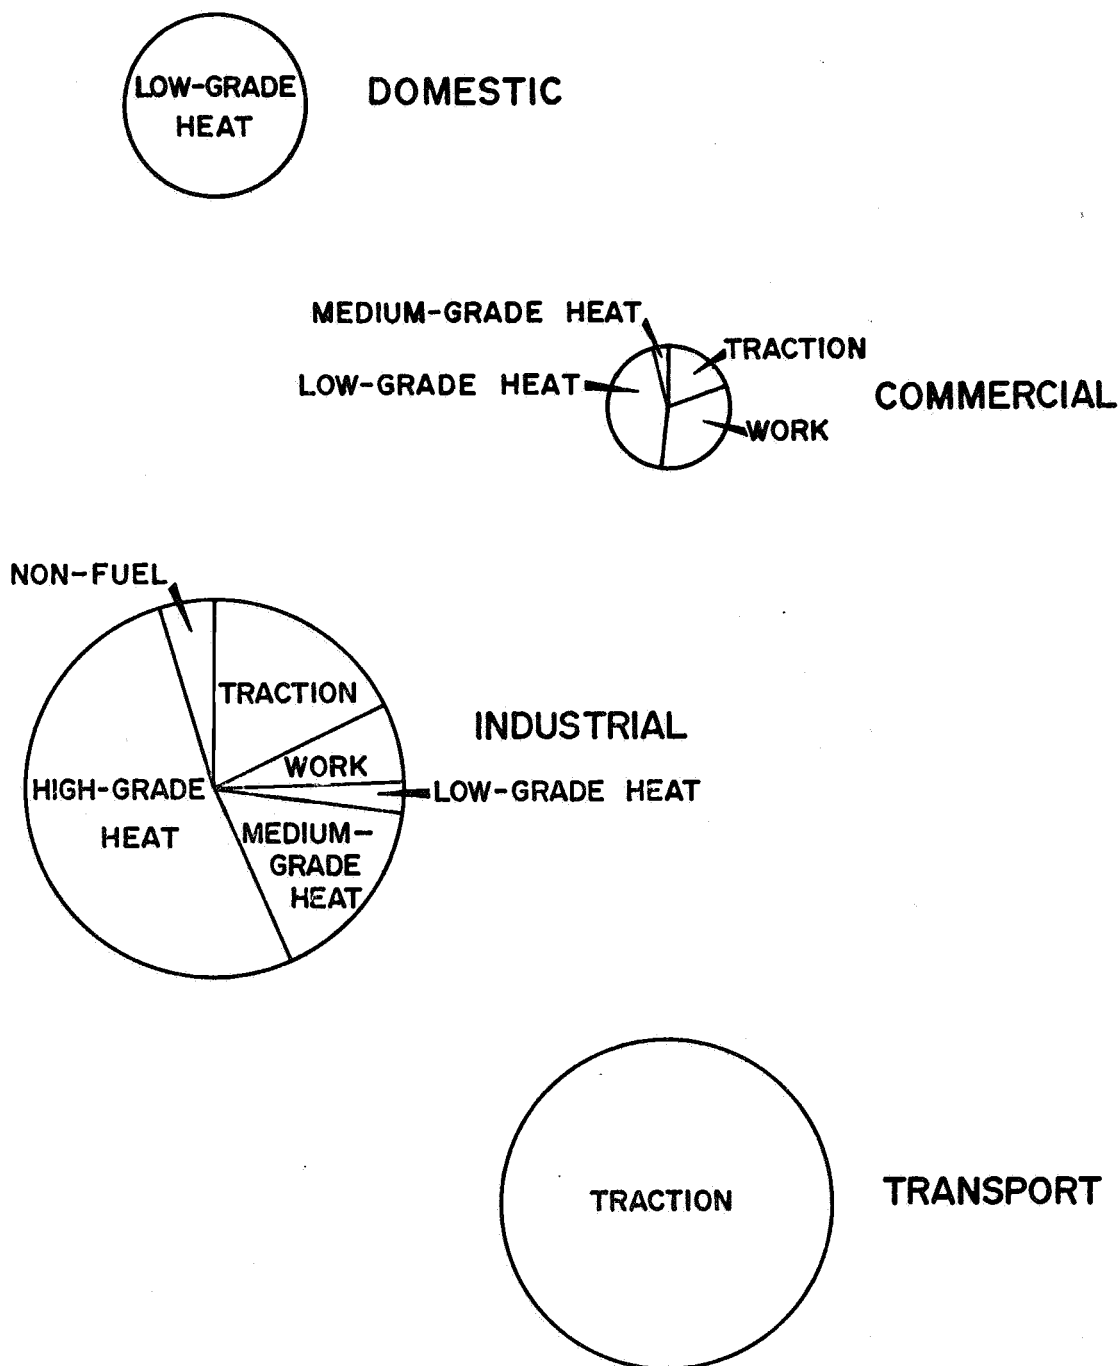 LOW-GRADE
HEAT
DOMESTIC
MEDIUM-GRADE HEAT
TRACTION
LOW-GRADE HEAT
COMMERCIAL
WORK
NON-FUEL
TRACTION
INDUSTRIAL
WORK
HIGH-GRADE
HEAT
LOW-GRADE HEAT
MEDIUM-
GRADE
HEAT
TRACTION
TRANSPORT